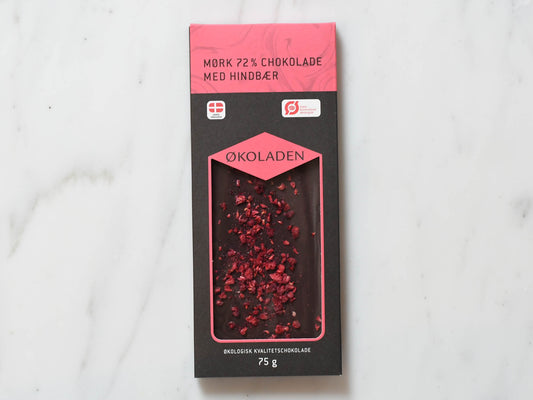 MØRK 72% CHOKOLADE
MED HINDBÆR
ØKOLADEN
ØKOLOGISK KVALITETSCHOKOLADE
75 g